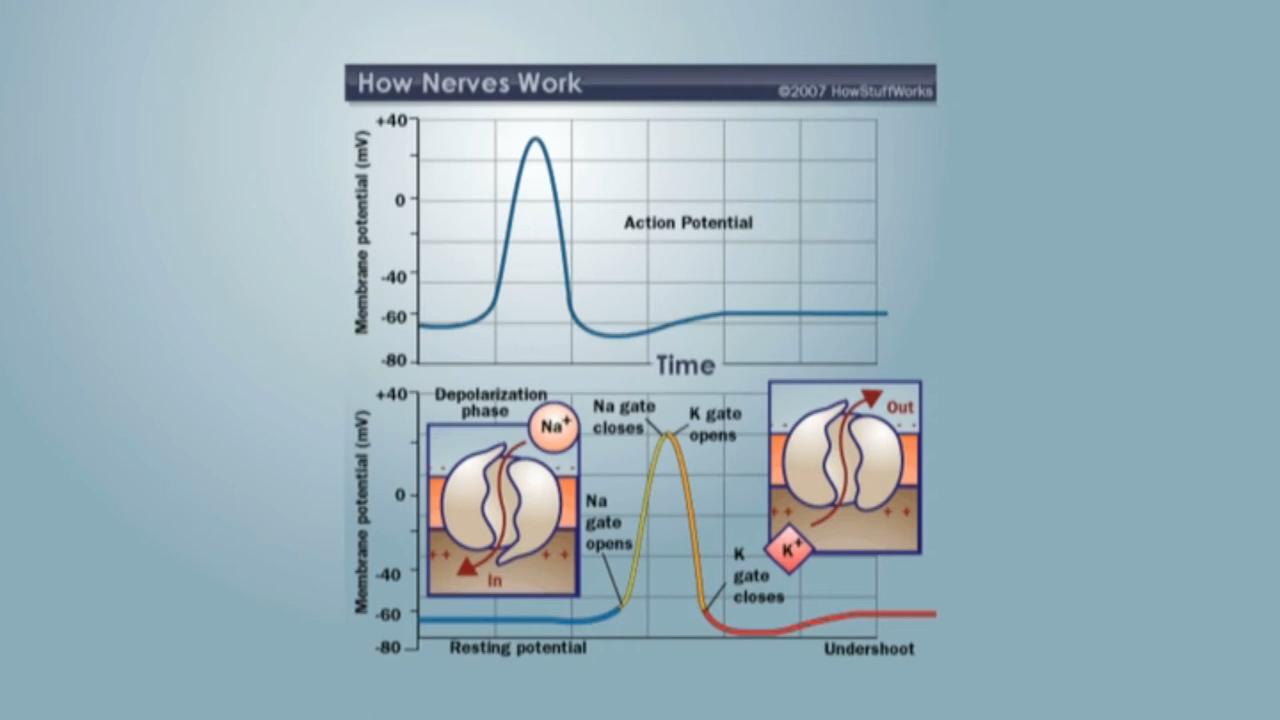 How Nerves Work
©2007 HowStuffWorks
Membrane potential (mV)
+40
0
-40
-60
-80
Action Potential
Time
Membrane potential (mV)
+40
0
-40
-60
-80
Depolarization
phase
Na+
- -
- -
++
+ +
In
Na gate
closes
K gate
opens
Na
gate
opens
K
gate
closes
Out
- -
- -
++
+ +
K+
Resting potential
Undershoot